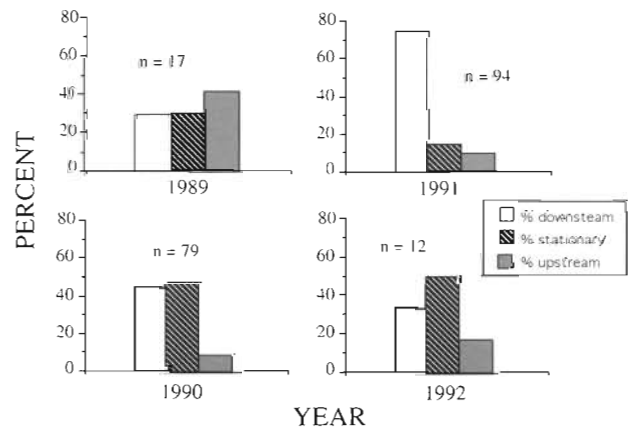 PERCENT
80
60
40
20
0
n = 17
1989
80
60
40
20
0
n = 94
1991
80
60
40
20
0
n = 79
1990
80
60
40
20
0
n = 12
1992
% downsteam
% stationary
% upstream
YEAR